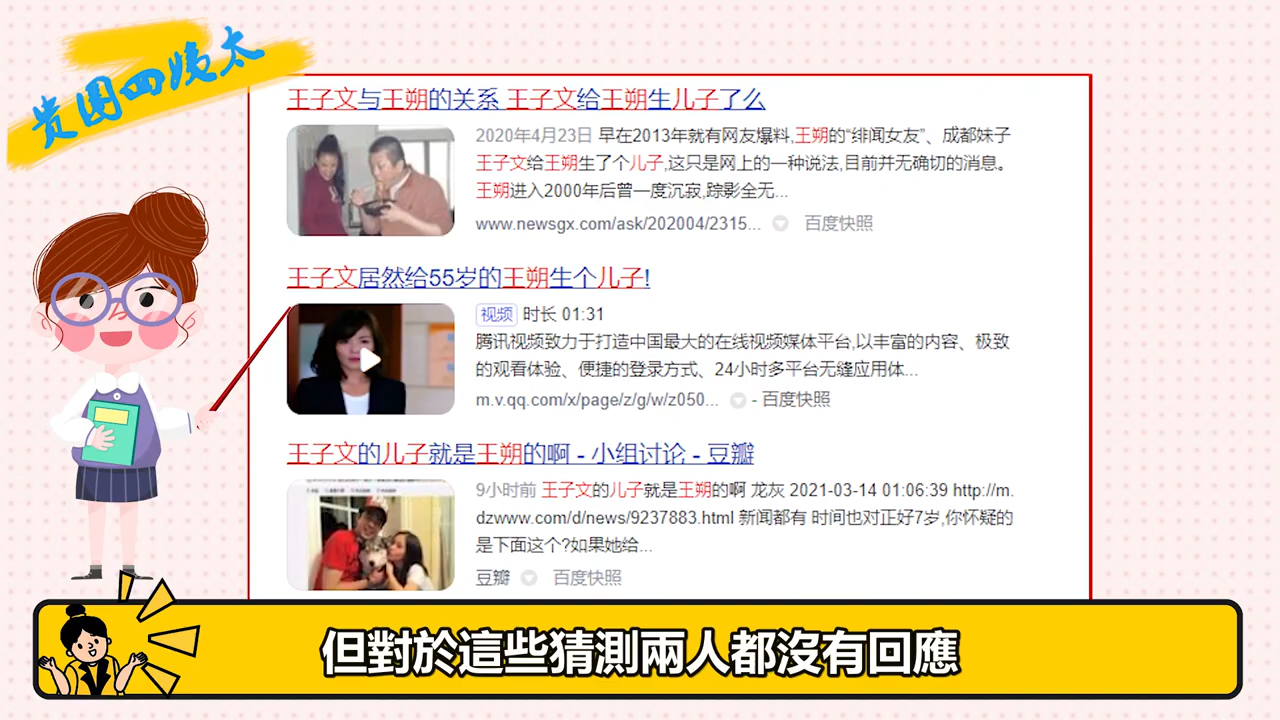 贵圈四姨太
王子文与王朔的关系 王子文给王朔生儿子了么
2020年4月23日 早在2013年就有网友爆料,王朔的“绯闻女友”、成都妹子
王子文给王朔生了个儿子,这只是网上的一种说法,目前并无确切的消息。
王朔进入2000年后曾一度沉寂,踪影全无...
www.newsgx.com/ask/202004/2315... 百度快照
王子文居然给55岁的王朔生个儿子!
视频 时长 01:31
腾讯视频致力于打造中国最大的在线视频媒体平台,以丰富的内容、极致
的观看体验、便捷的登录方式、24小时多平台无缝应用体...
m.v.qq.com/x/page/z/g/w/z050... - 百度快照
王子文的儿子就是王朔的啊 - 小组讨论 - 豆瓣
9小时前 王子文的儿子就是王朔的啊 龙灰 2021-03-14 01:06:39 http://m.
dzwww.com/d/news/9237883.html 新闻都有 时间也对正好7岁,你怀疑的
是下面这个?如果她给...
豆瓣 百度快照
但對於這些猜測兩人都沒有回應